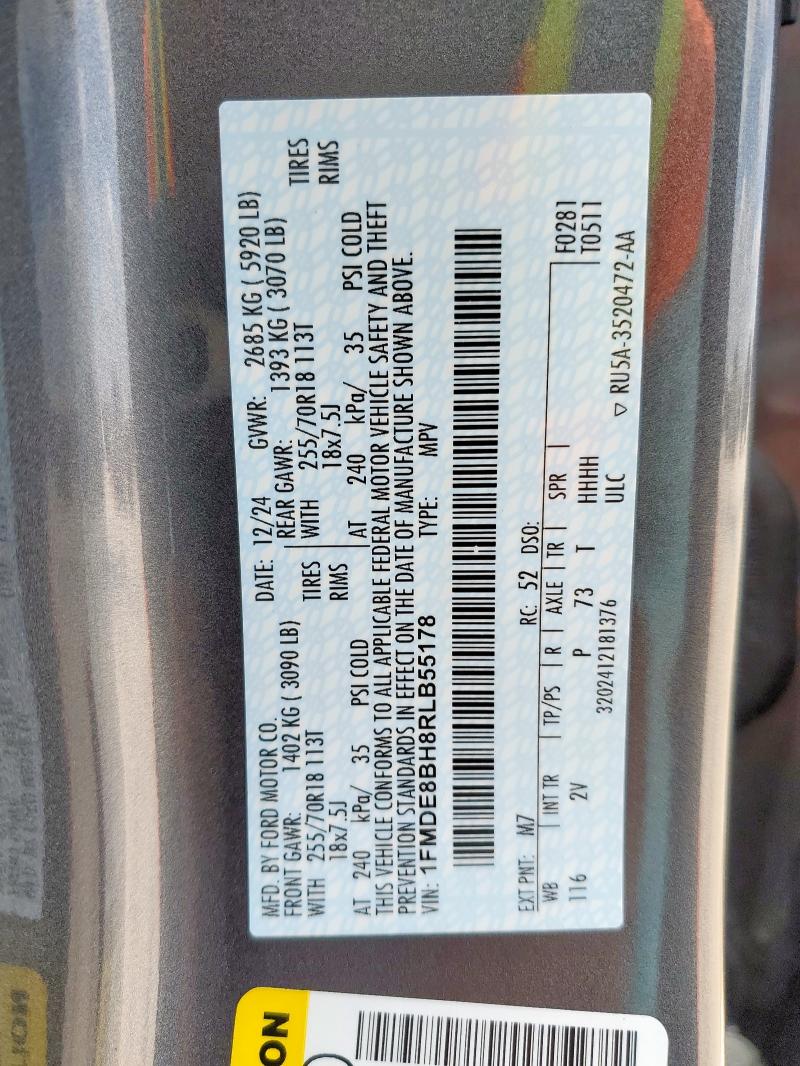 MFD. BY FORD MOTOR CO.
DATE: 12/24 GVWR: 2685 KG ( 5920 LB)
FRONT GAWR: 1402 KG ( 3090 LB)
REAR GAWR: 1393 KG ( 3070 LB)
WITH 255/70R18 113T TIRES
18x7.5J RIMS
AT 240 kPa/ 35 PSI COLD
WITH 255/70R18 113T TIRES
18x7.5J RIMS
AT 240 kPa/ 35 PSI COLD
THIS VEHICLE CONFORMS TO ALL APPLICABLE FEDERAL MOTOR VEHICLE SAFETY AND THEFT
PREVENTION STANDARDS IN EFFECT ON THE DATE OF MANUFACTURE SHOWN ABOVE.
VIN: 1FMDE8BH8RLB55178 TYPE: MPV
EXT PNT: M7 RC: 52 DSO:
WB INT TR TP/PS R AXLE TR SPR F0281
116 2V P 73 T HHHH T0511
ULC
3202412181376 ▽ RU5A-3520472-AA
ION